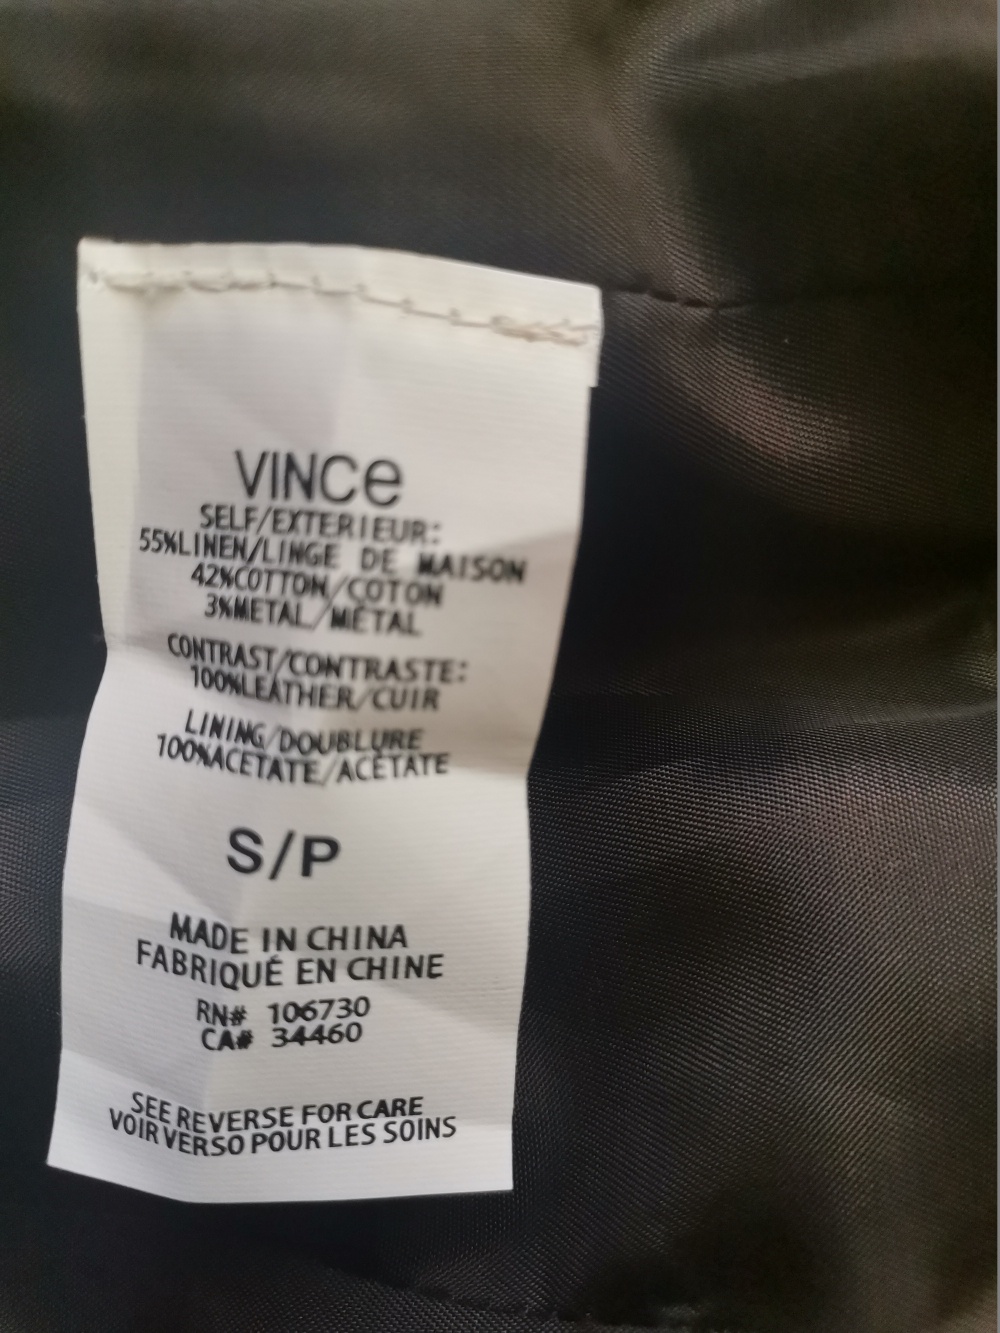 VINCe
SELF/EXTERIEUR:
55%LINEN/LINGE DE MAISON
42%COTTON/COTON
3%METAL/MÉTAL
CONTRAST/CONTRASTE:
100%LEATHER/CUIR
LINING/DOUBLURE
100%ACETATE/ACÉTATE
S/P
MADE IN CHINA
FABRIQUÉ EN CHINE
RN# 106730
CA# 34460
SEE REVERSE FOR CARE
VOIR VERSO POUR LES SOINS